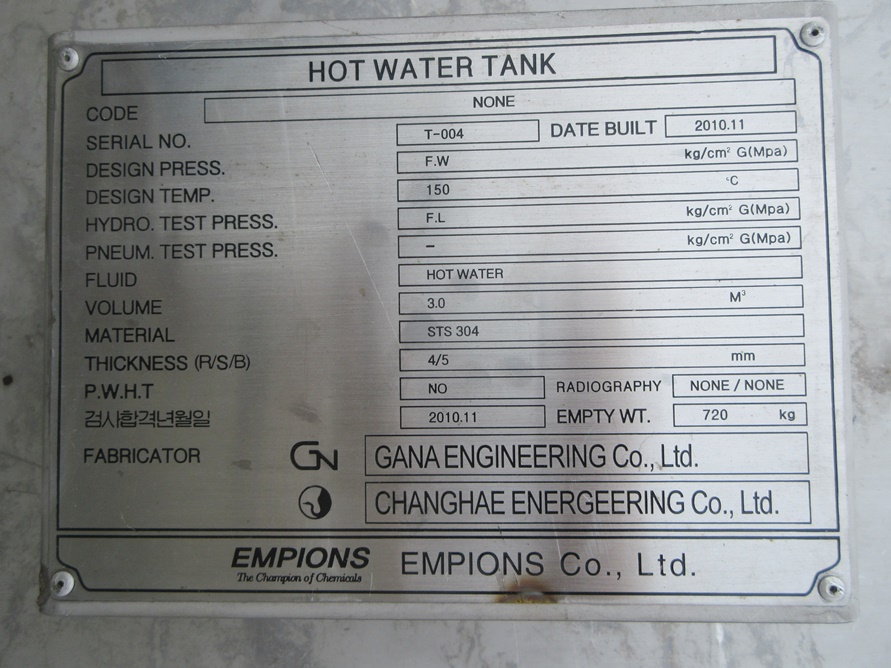 HOT WATER TANK
CODE NONE
SERIAL NO. T-004 DATE BUILT 2010.11
DESIGN PRESS. F.W kg/cm² G(Mpa)
DESIGN TEMP. 150 °C
HYDRO. TEST PRESS. F.L kg/cm² G(Mpa)
PNEUM. TEST PRESS. – kg/cm² G(Mpa)
FLUID HOT WATER
VOLUME 3.0 M³
MATERIAL STS 304
THICKNESS (R/S/B) 4/5 mm
P.W.H.T NO RADIOGRAPHY NONE / NONE
검사합격년월일 2010.11 EMPTY WT. 720 kg
FABRICATOR GN GANA ENGINEERING Co., Ltd.
CHANGHAE ENERGEERING Co., Ltd.
EMPIONS EMPIONS Co., Ltd.
The Champion of Chemicals